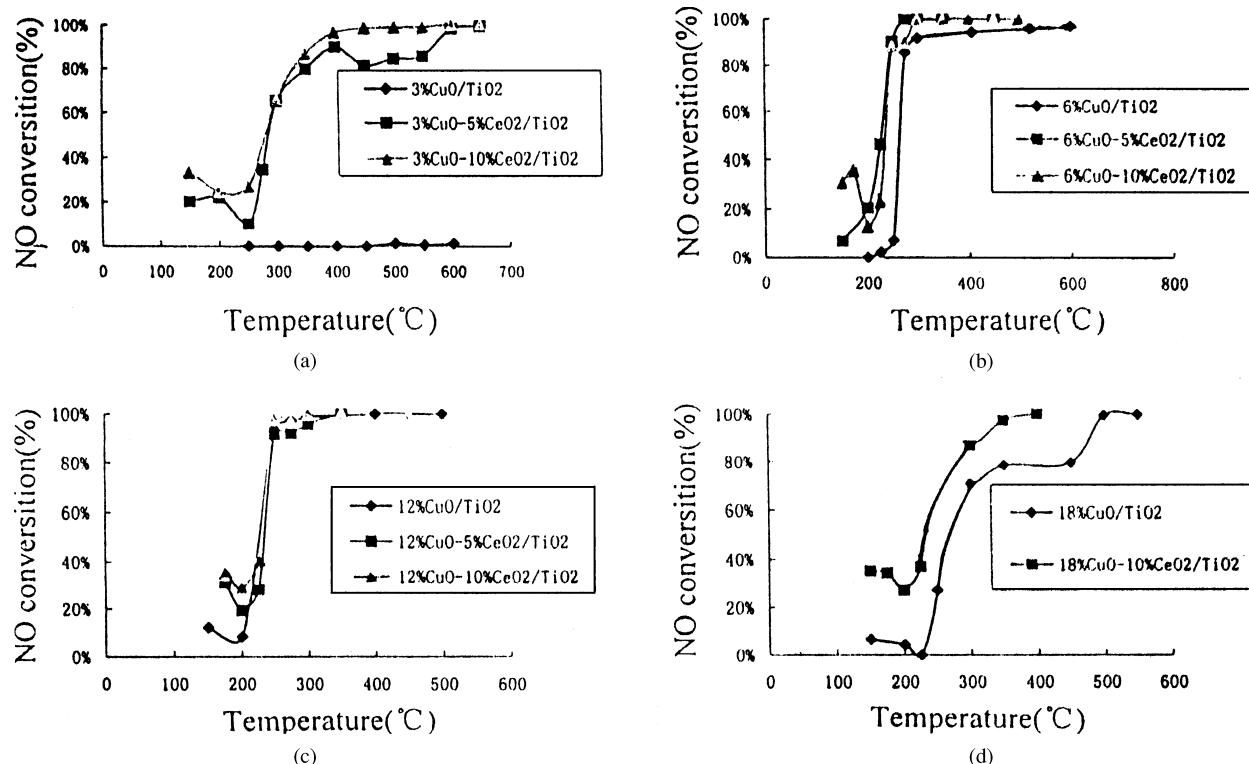 NO conversition(%)
100%
80%
60%
40%
20%
0%
0 100 200 300 400 500 600 700
3%CuO/TiO2
3%CuO-5%CeO2/TiO2
3%CuO-10%CeO2/TiO2
Temperature(℃)
(a)
NO conversition(%)
100%
80%
60%
40%
20%
0%
0 200 400 600 800
6%CuO/TiO2
6%CuO-5%CeO2/TiO2
6%CuO-10%CeO2/TiO2
Temperature(℃)
(b)
NO conversition(%)
100%
80%
60%
40%
20%
0%
0 100 200 300 400 500 600
12%CuO/TiO2
12%CuO-5%CeO2/TiO2
12%CuO-10%CeO2/TiO2
Temperature(℃)
(c)
NO conversition(%)
100%
80%
60%
40%
20%
0%
0 100 200 300 400 500 600
18%CuO/TiO2
18%CuO-10%CeO2/TiO2
Temperature(℃)
(d)